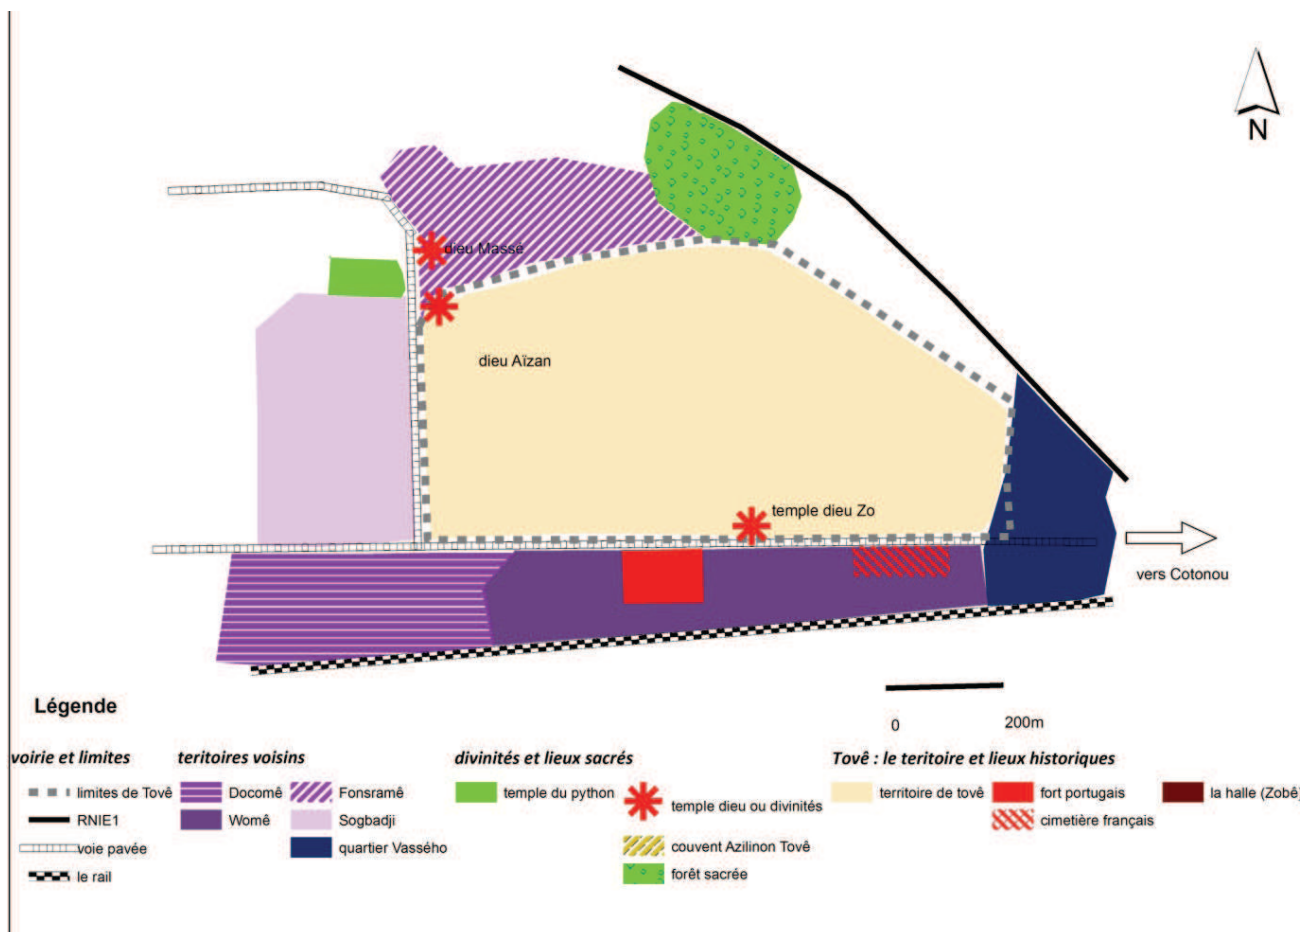 N
dieu Massé
dieu Aïzan
temple dieu Zo
vers Cotonou
0
200m
Légende
voirie et limites
limites de Tovê
RNIE1
voie pavée
le rail
teritoires voisins
Docomê
Womê
Fonsramê
Sogbadji
quartier Vassého
divinités et lieux sacrés
temple du python
temple dieu ou divinités
couvent Azilinon Tovê
forêt sacrée
Tovê : le teritoire et lieux historiques
territoire de tovê
fort portugais
cimetière français
la halle (Zobê)